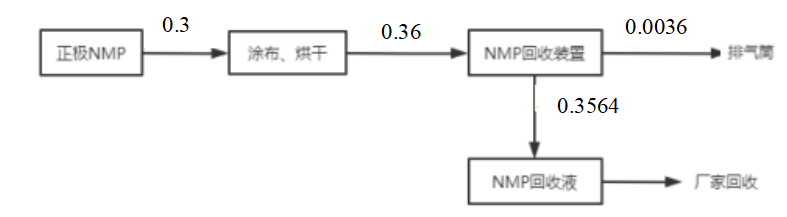 0.3
0.36
0.0036
正极NMP
涂布、烘干
NMP回收装置
排气筒
0.3564
NMP回收液
厂家回收